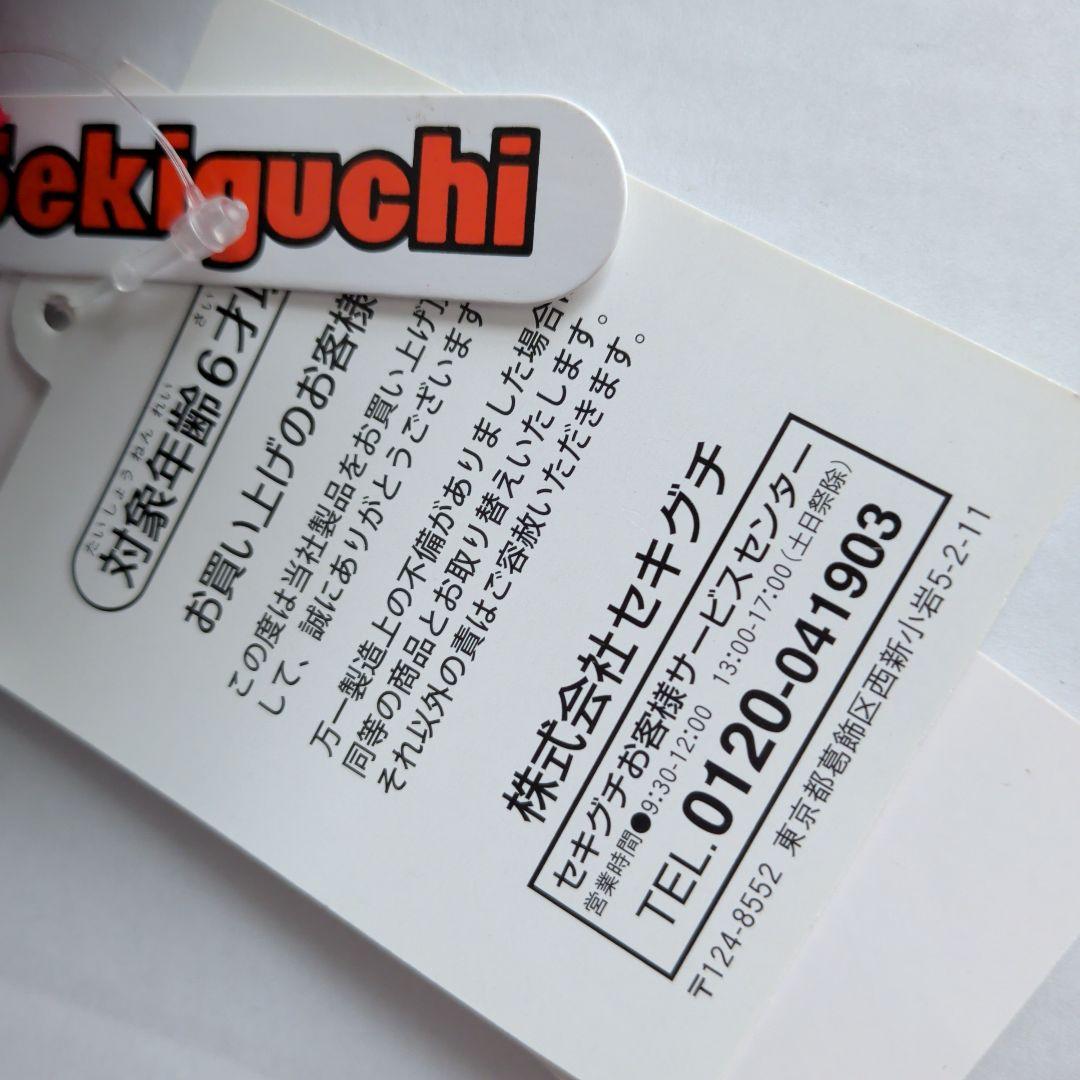 Sekiguchi
たいしょう ねん れい さい
対象年齢6才
お買い上げのお客様
この度は当社製品をお買い上げ
して、誠にありがとうございます
万一製造上の不備がありました場合
同等の商品とお取り替えいたします。
それ以外の責はご容赦いただきます。
株式会社セキグチ
セキグチお客様サービスセンター
営業時間●9:30-12:00 13:00-17:00(土日祭除)
TEL.0120-041903
〒124-8552 東京都葛飾区西新小岩5-2-11